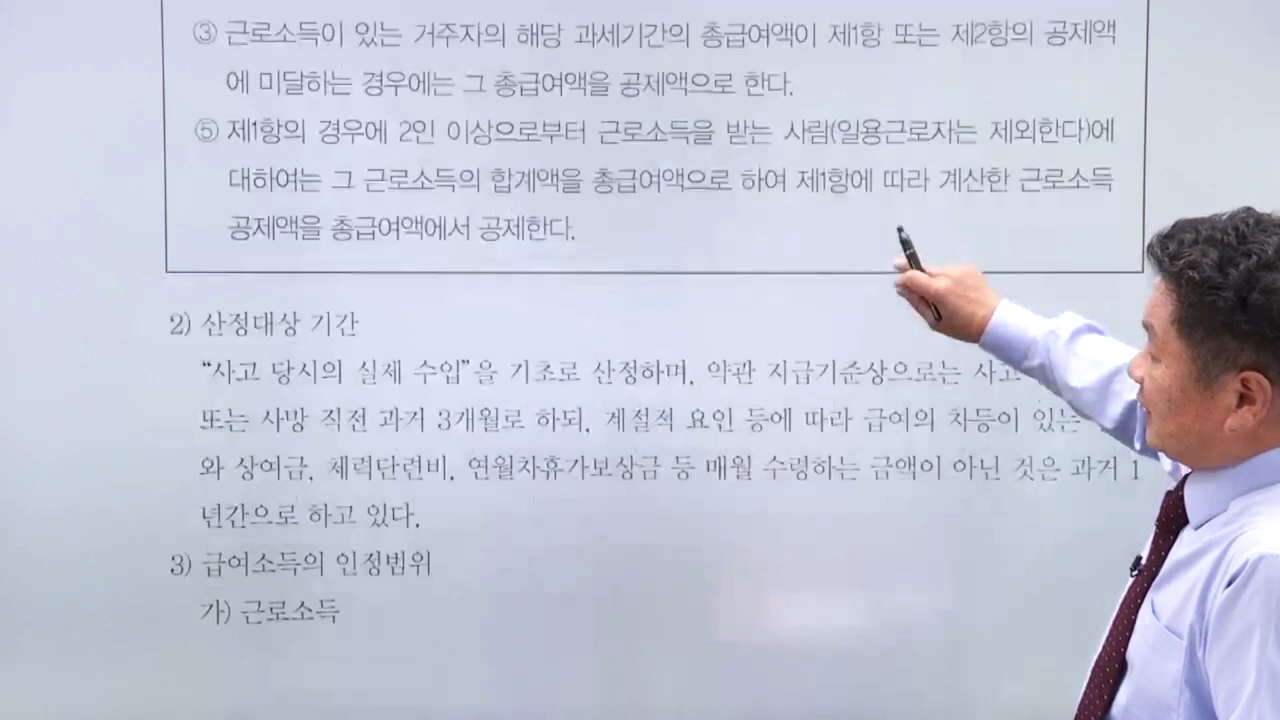 ③ 근로소득이 있는 거주자의 해당 과세기간의 총급여액이 제1항 또는 제2항의 공제액
에 미달하는 경우에는 그 총급여액을 공제액으로 한다.
⑤ 제1항의 경우에 2인 이상으로부터 근로소득을 받는 사람(일용근로자는 제외한다)에
대하여는 그 근로소득의 합계액을 총급여액으로 하여 제1항에 따라 계산한 근로소득
공제액을 총급여액에서 공제한다.
2) 산정대상 기간
“사고 당시의 실제 수입”을 기초로 산정하며, 약관 지급기준상으로는 사고
또는 사망 직전 과거 3개월로 하되, 계절적 요인 등에 따라 급여의 차등이 있는
와 상여금, 체력단련비, 연월차휴가보상금 등 매월 수령하는 금액이 아닌 것은 과거 1
년간으로 하고 있다.
3) 급여소득의 인정범위
가) 근로소득